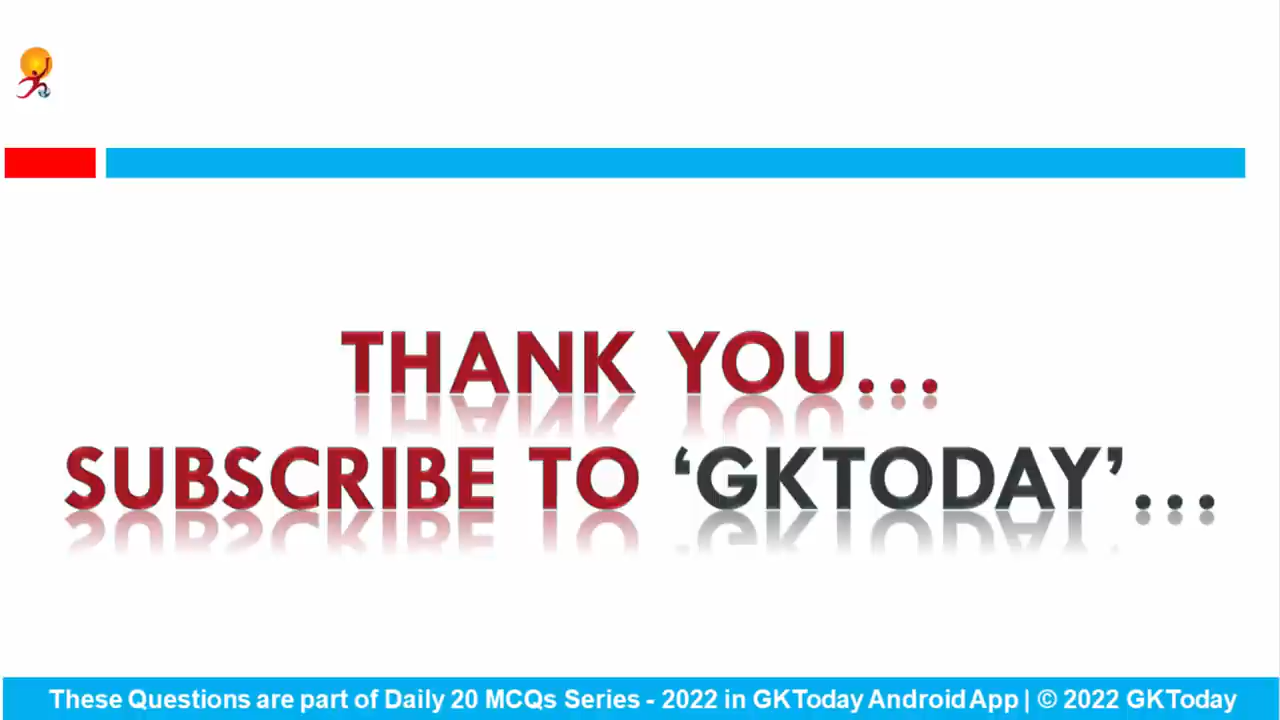 THANK YOU...
SUBSCRIBE TO ‘GKTODAY’...
These Questions are part of Daily 20 MCQs Series - 2022 in GKToday Android App | © 2022 GKToday